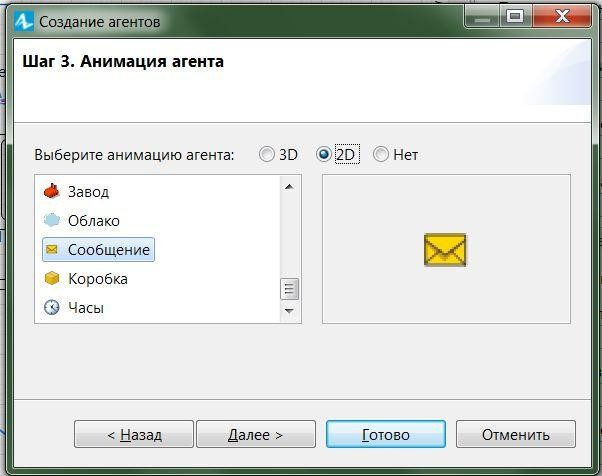 Создание агентов
Шаг 3. Анимация агента
Выберите анимацию агента: 3D 2D Нет
Завод
Облако
Сообщение
Коробка
Часы
< Назад Далее > Готово Отменить